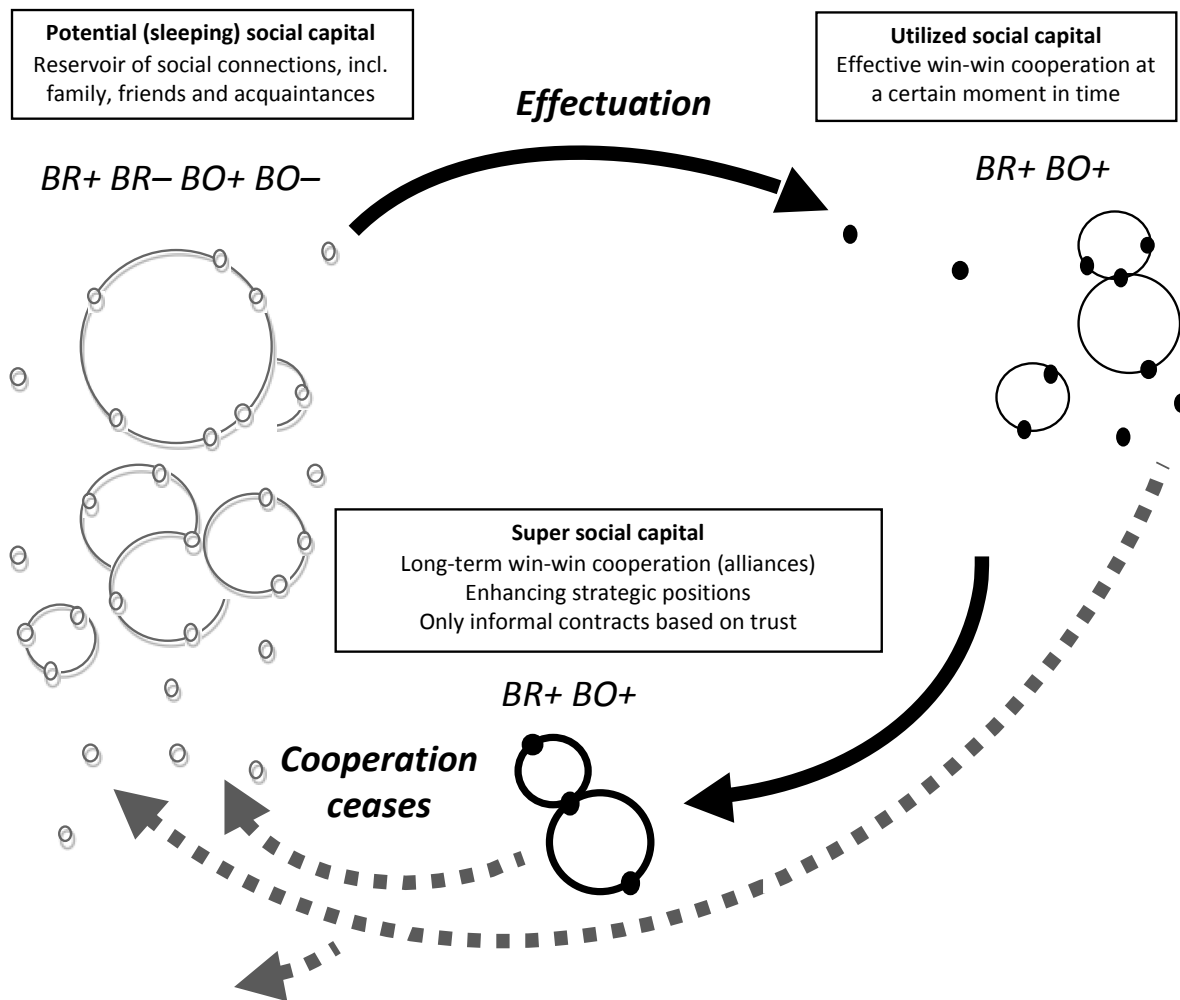 Potential (sleeping) social capital
Reservoir of social connections, incl.
family, friends and acquaintances
Utilized social capital
Effective win-win cooperation at
a certain moment in time
Effectuation
BR+ BR– BO+ BO–
BR+ BO+
Super social capital
Long-term win-win cooperation (alliances)
Enhancing strategic positions
Only informal contracts based on trust
BR+ BO+
Cooperation
ceases